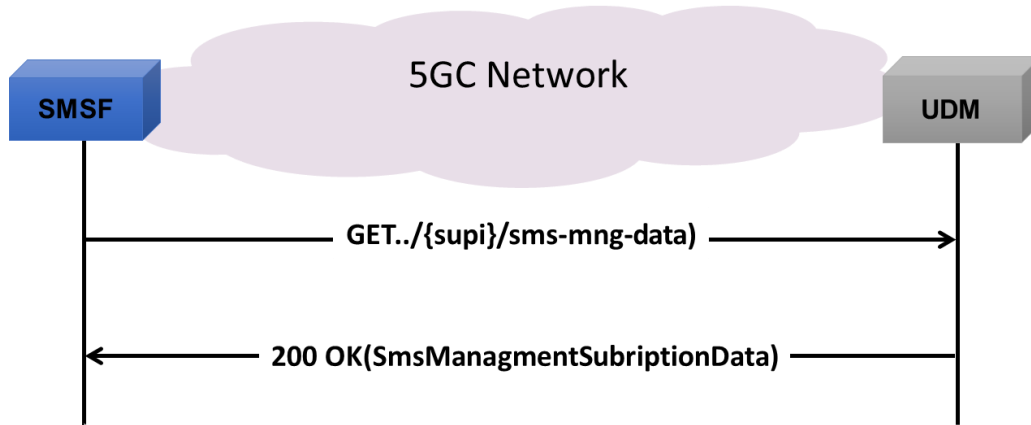 5GC Network
SMSF
UDM
GET../{supi}/sms-mng-data)
200 OK(SmsManagmentSubriptionData)